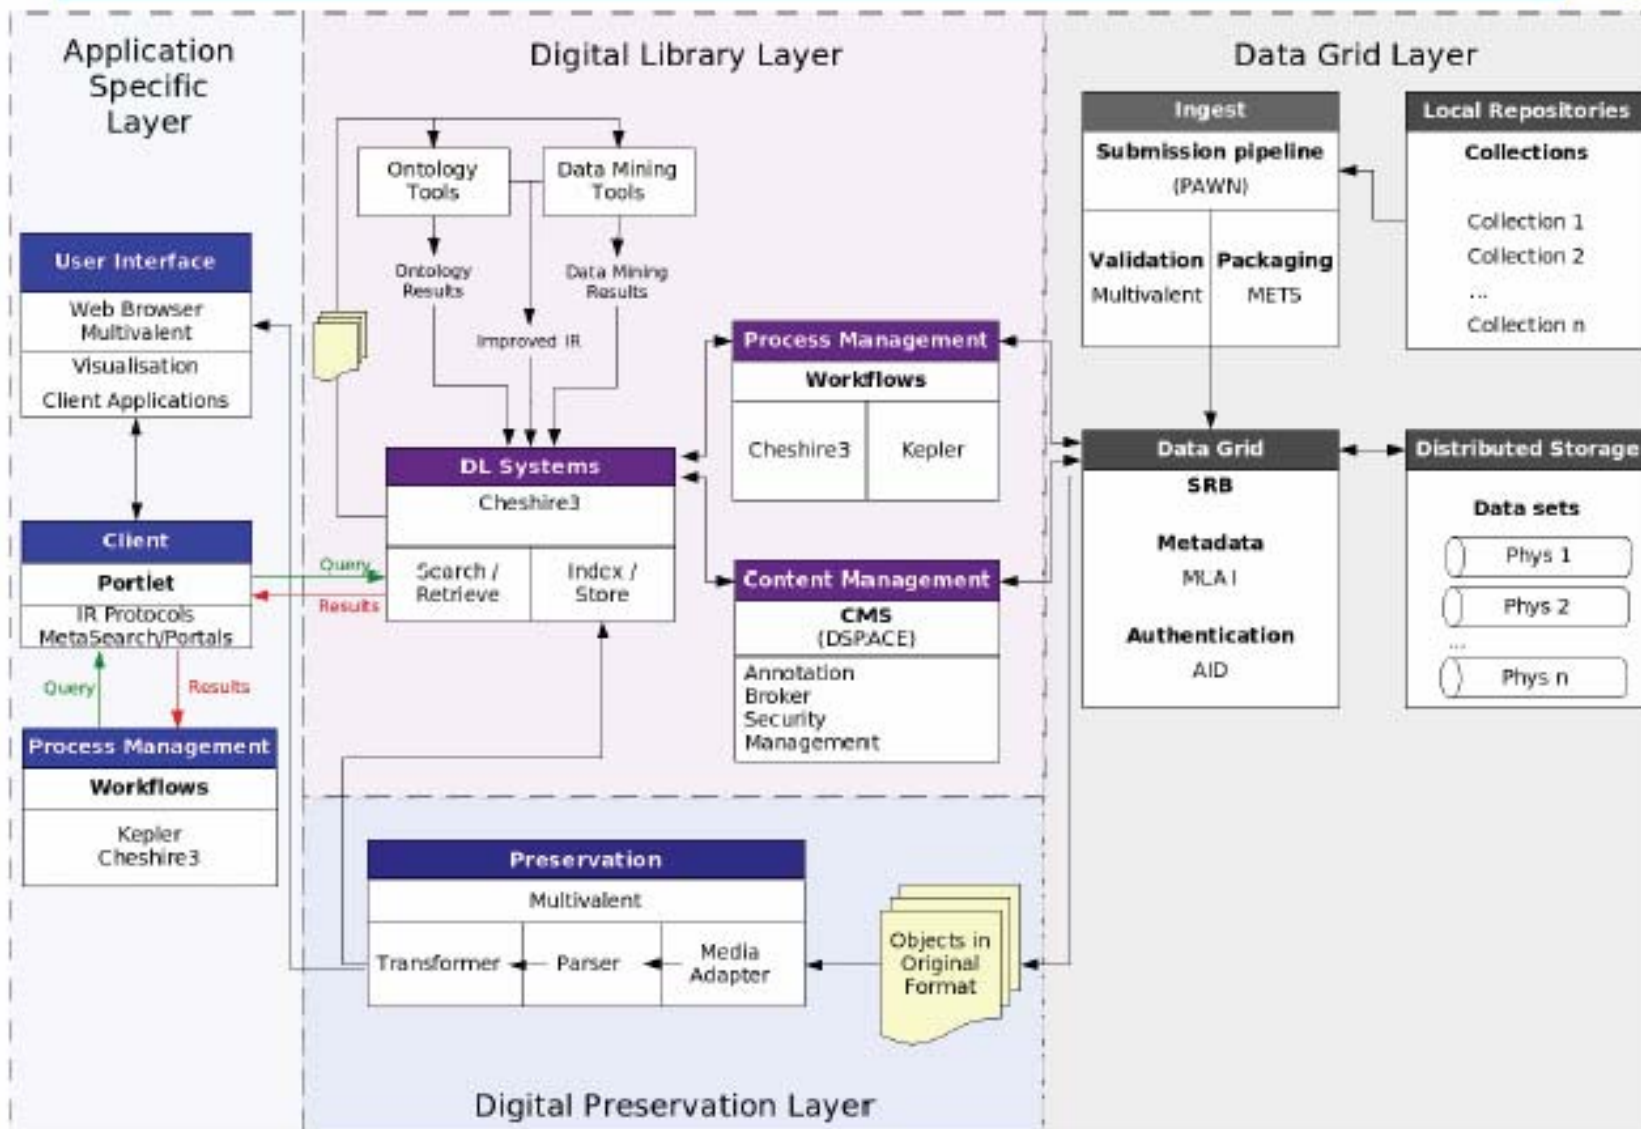 Application
Specific
Layer
User Interface
Web Browser
Multivalent
Visualisation
Client Applications
Client
Portlet
IR Protocols
MetaSearch/Portals
Query
Results
Process Management
Workflows
Kepler
Cheshire3
Digital Library Layer
Ontology
Tools
Data Mining
Tools
Ontology
Results
Data Mining
Results
Improved IR
DL Systems
Cheshire3
Search /
Retrieve
Index /
Store
Query
Results
Process Management
Workflows
Cheshire3
Kepler
Content Management
CMS
(DSPACE)
Annotation
Broker
Security
Management
Preservation
Multivalent
Transformer
Parser
Media
Adapter
Objects in
Original
Format
Digital Preservation Layer
Data Grid Layer
Ingest
Submission pipeline
(PAWN)
Validation
Multivalent
Packaging
METS
Local Repositories
Collections
Collection 1
Collection 2
...
Collection n
Data Grid
SRB
Metadata
Authentication
AID
Distributed Storage
Data sets
Phys 1
Phys 2
...
Phys n